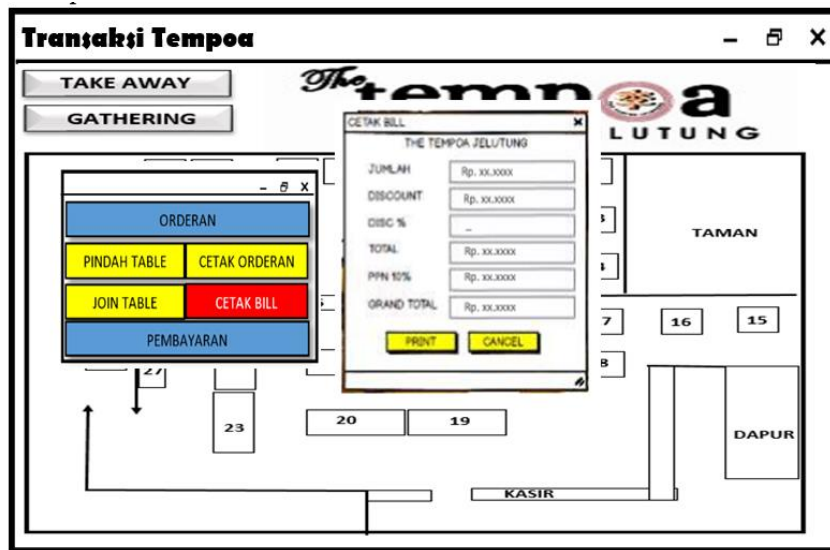 Transaksi Tempoa
TAKE AWAY
GATHERING
The tempoa
LUTUNG
CETAK BILL
THE TEMPOA JELUTUNG
JUMLAH Rp. xx.xxxx
DISCOUNT Rp. xx.xxxx
DISC % _
TOTAL Rp. xx.xxxx
PPN 10% Rp. xx.xxxx
GRAND TOTAL Rp. xx.xxxx
PRINT CANCEL
ORDERAN
PINDAH TABLE CETAK ORDERAN
JOIN TABLE CETAK BILL
PEMBAYARAN
TAMAN
7 16 15
8
27
23 20 19
DAPUR
KASIR